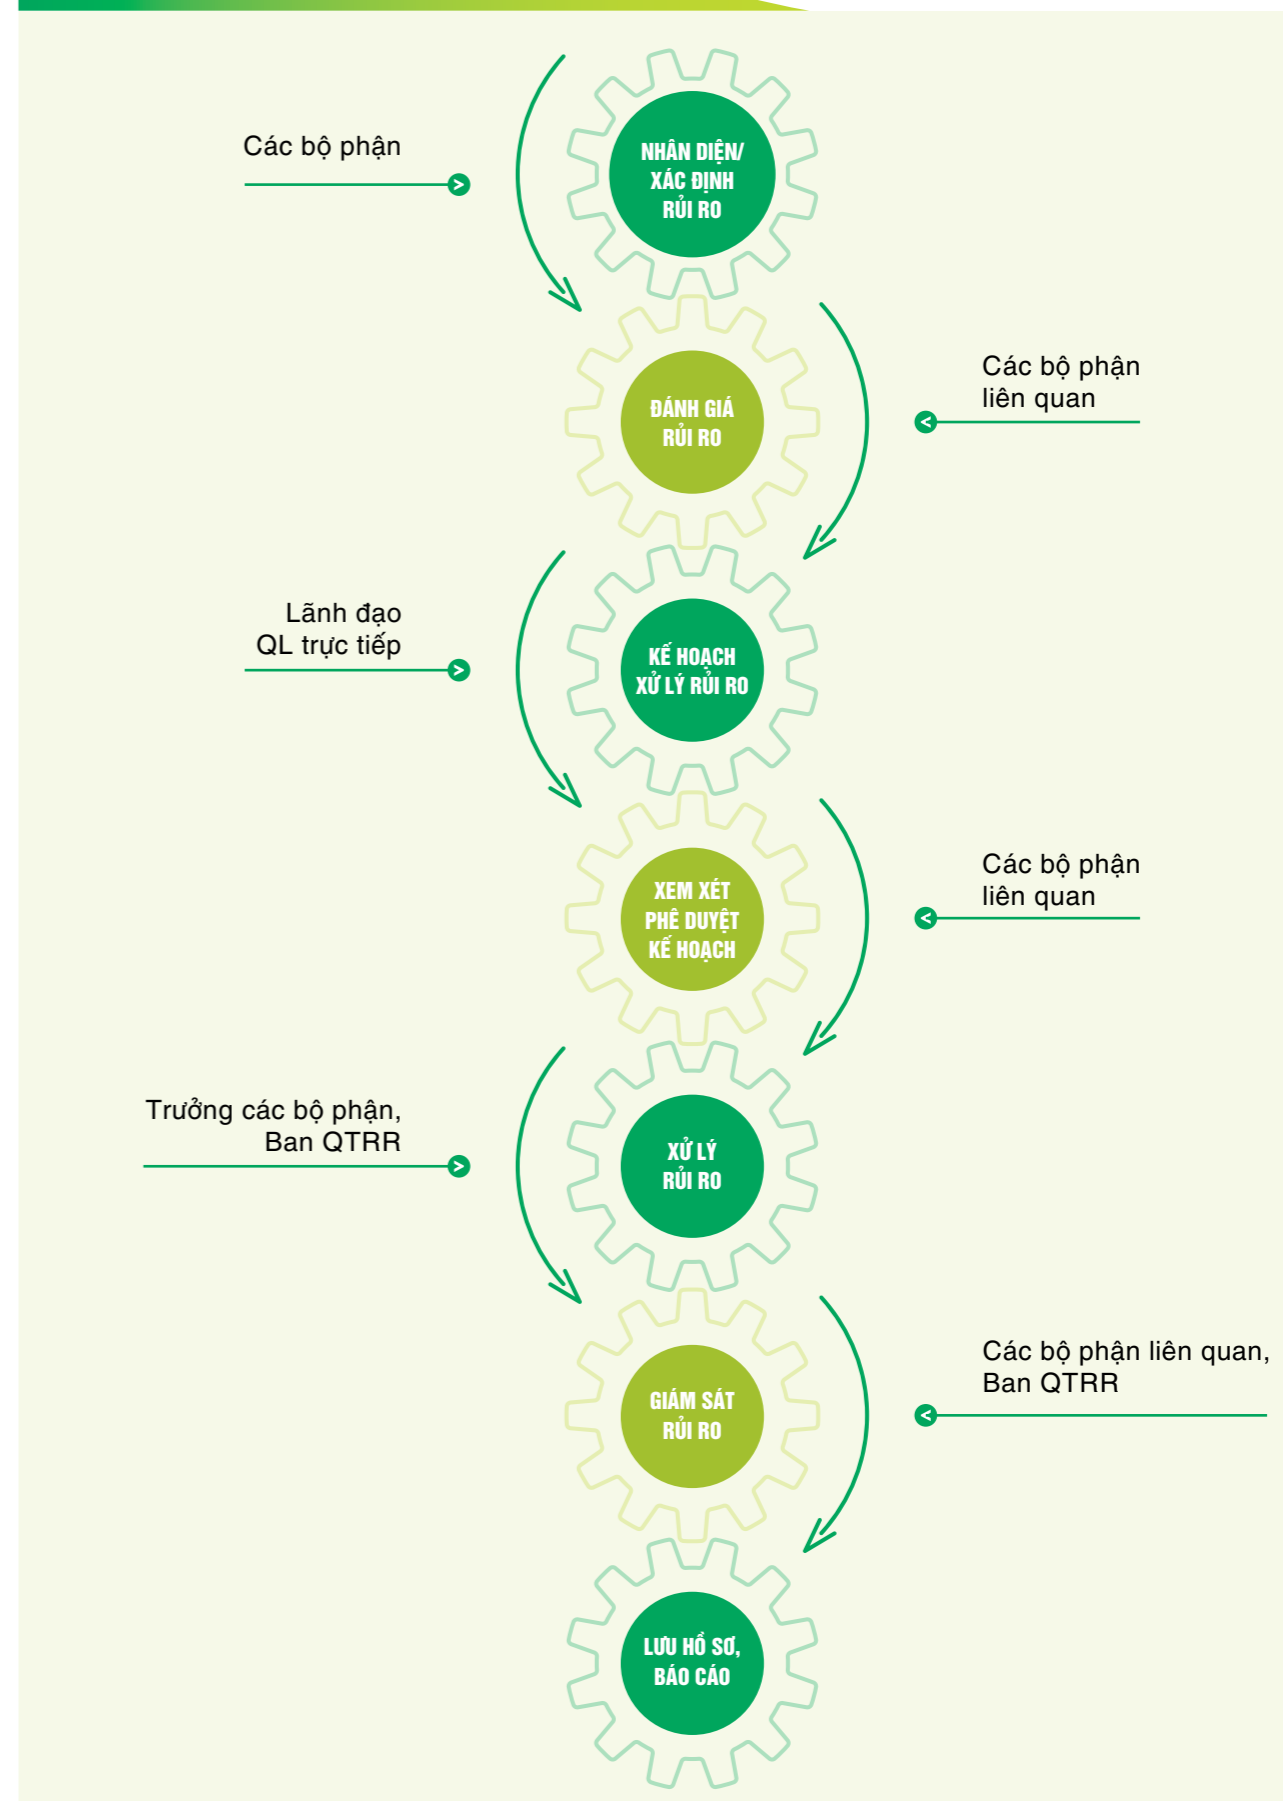 Các bộ phận
NHÂN DIỆN/
XÁC ĐỊNH
RỦI RO
Các bộ phận
liên quan
ĐÁNH GIÁ
RỦI RO
Lãnh đạo
QL trực tiếp
KẾ HOẠCH
XỬ LÝ RỦI RO
Các bộ phận
liên quan
XEM XÉT
PHÊ DUYỆT
KẾ HOẠCH
Trưởng các bộ phận,
Ban QTRR
XỬ LÝ
RỦI RO
Các bộ phận liên quan,
Ban QTRR
GIÁM SÁT
RỦI RO
LƯU HỒ SƠ,
BÁO CÁO